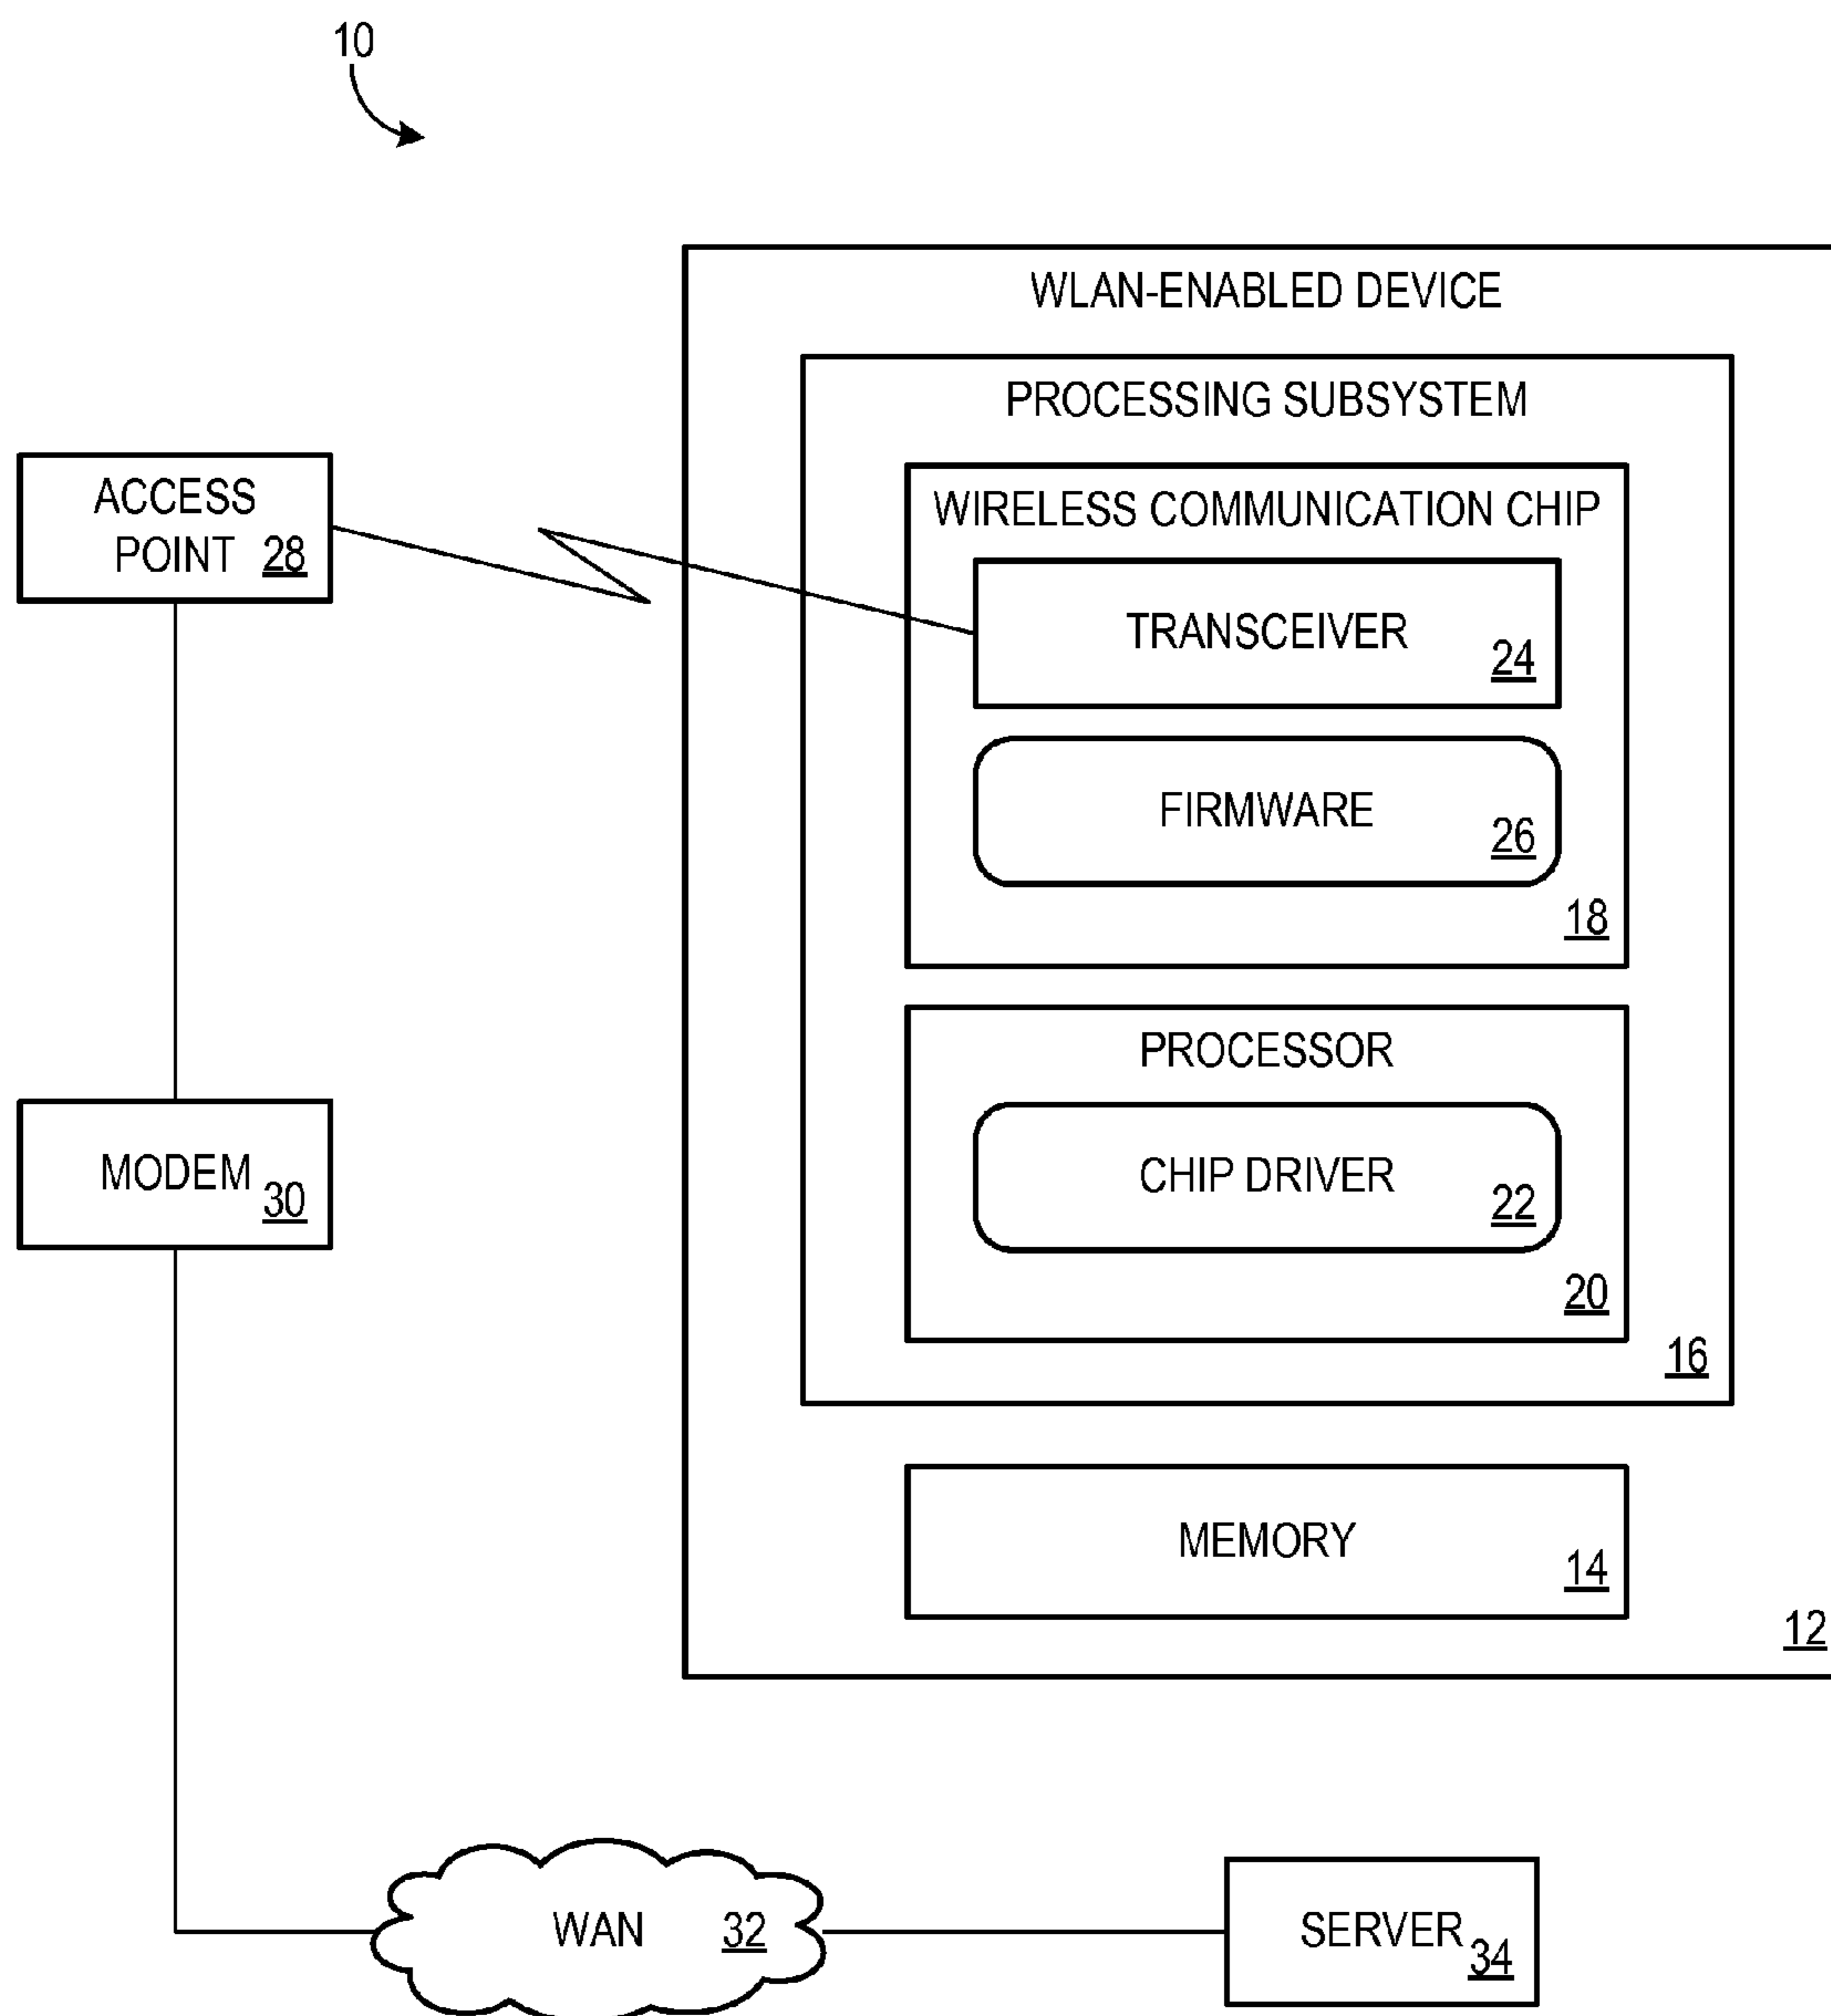 10
WLAN-ENABLED DEVICE
PROCESSING SUBSYSTEM
WIRELESS COMMUNICATION CHIP
TRANSCEIVER 24
FIRMWARE 26
18
PROCESSOR
CHIP DRIVER 22
20
16
MEMORY 14
12
ACCESS
POINT 28
MODEM 30
WAN 32
SERVER 34